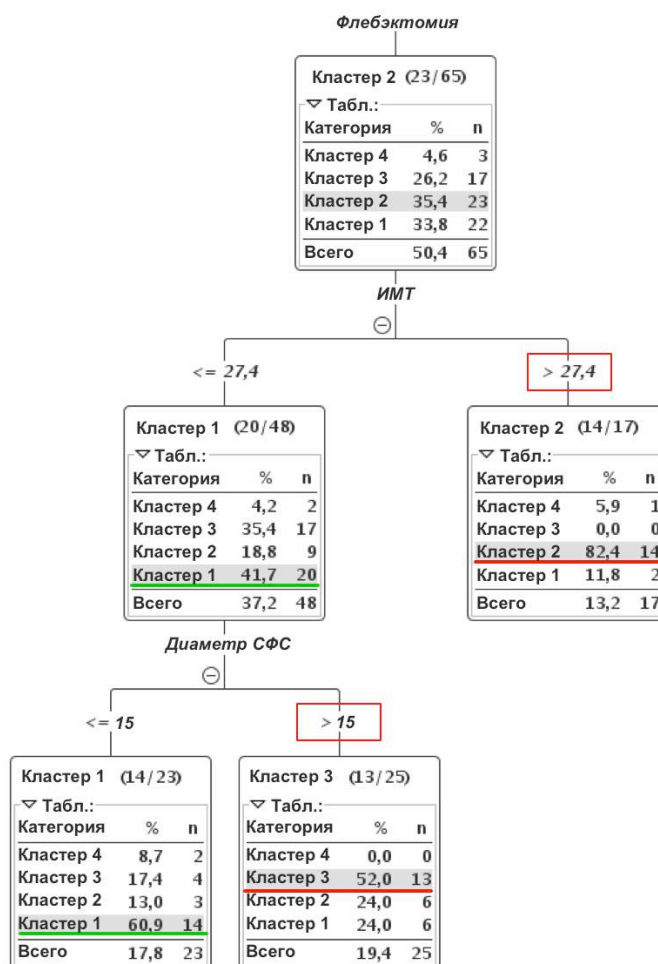 Флебэктомия
Кластер 2 (23/65)
Табл.:
Категория % n
Кластер 4 4,6 3
Кластер 3 26,2 17
Кластер 2 35,4 23
Кластер 1 33,8 22
Всего 50,4 65
ИМТ
<= 27,4
> 27,4
Кластер 1 (20/48)
Табл.:
Категория % n
Кластер 4 4,2 2
Кластер 3 35,4 17
Кластер 2 18,8 9
Кластер 1 41,7 20
Всего 37,2 48
Кластер 2 (14/17)
Табл.:
Категория % n
Кластер 4 5,9 1
Кластер 3 0,0 0
Кластер 2 82,4 14
Кластер 1 11,8 2
Всего 13,2 17
Диаметр СФС
<= 15
> 15
Кластер 1 (14/23)
Табл.:
Категория % n
Кластер 4 8,7 2
Кластер 3 17,4 4
Кластер 2 13,0 3
Кластер 1 60,9 14
Всего 17,8 23
Кластер 3 (13/25)
Табл.:
Категория % n
Кластер 4 0,0 0
Кластер 3 52,0 13
Кластер 2 24,0 6
Кластер 1 24,0 6
Всего 19,4 25